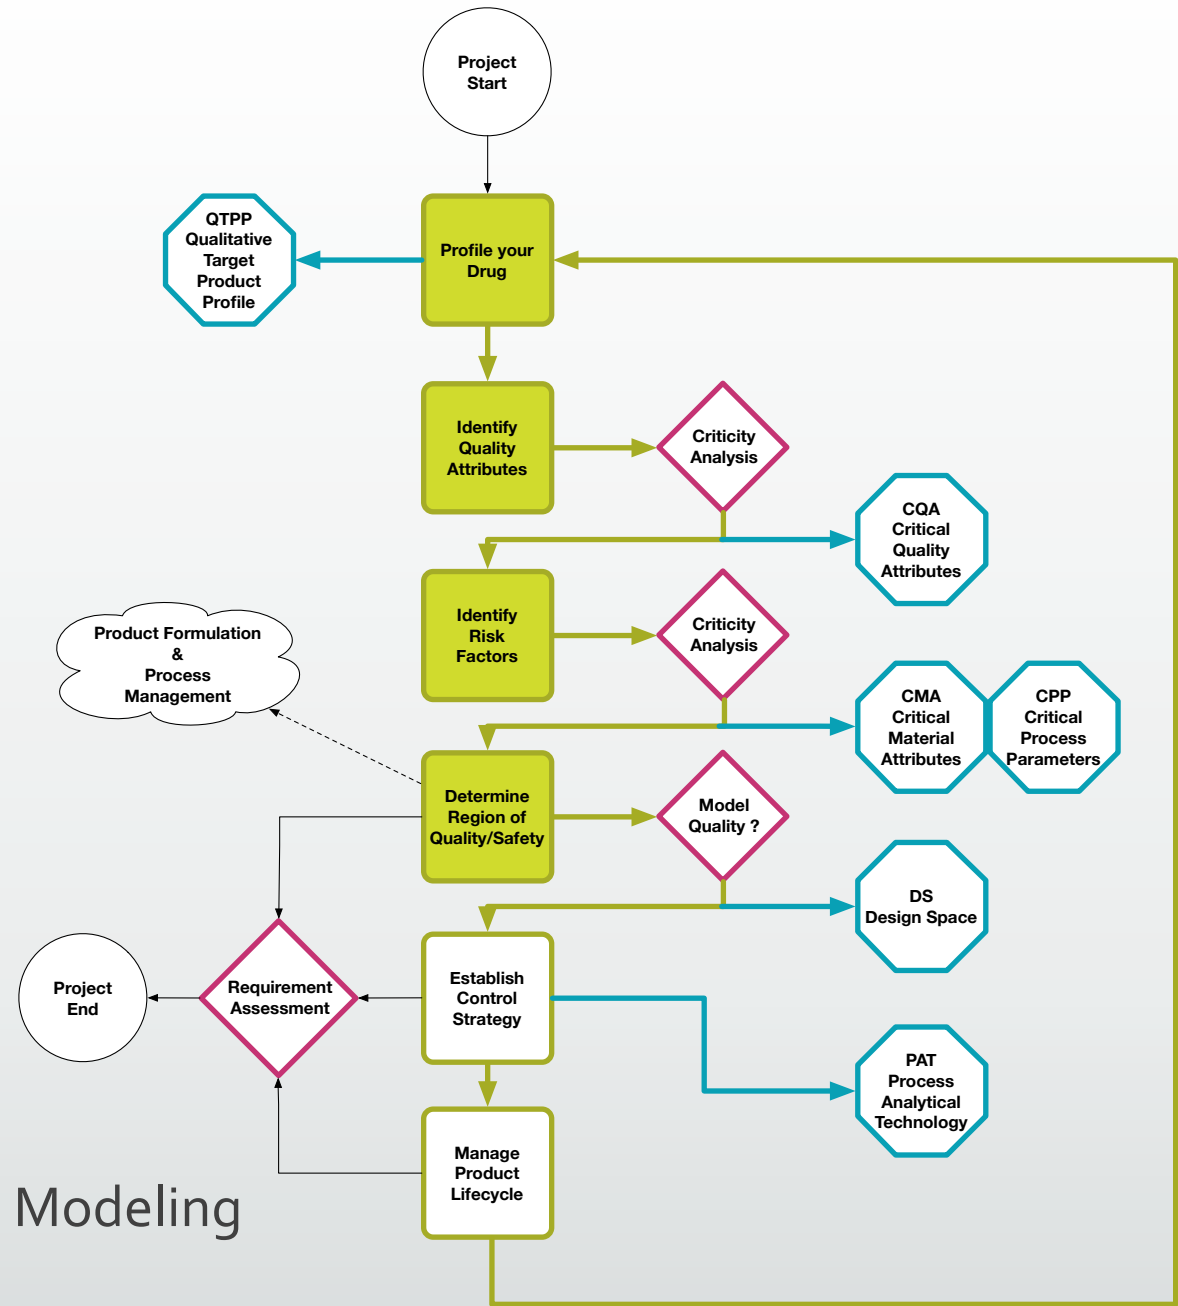 Project
Start
QTPP
Qualitative
Target
Product
Profile
Profile your
Drug
Identify
Quality
Attributes
Criticity
Analysis
CQA
Critical
Quality
Attributes
Identify
Risk
Factors
Criticity
Analysis
Product Formulation
&
Process
Management
CMA
Critical
Material
Attributes
CPP
Critical
Process
Parameters
Determine
Region of
Quality/Safety
Model
Quality ?
DS
Design Space
Project
End
Requirement
Assessment
Establish
Control
Strategy
PAT
Process
Analytical
Technology
Manage
Product
Lifecycle
Modeling